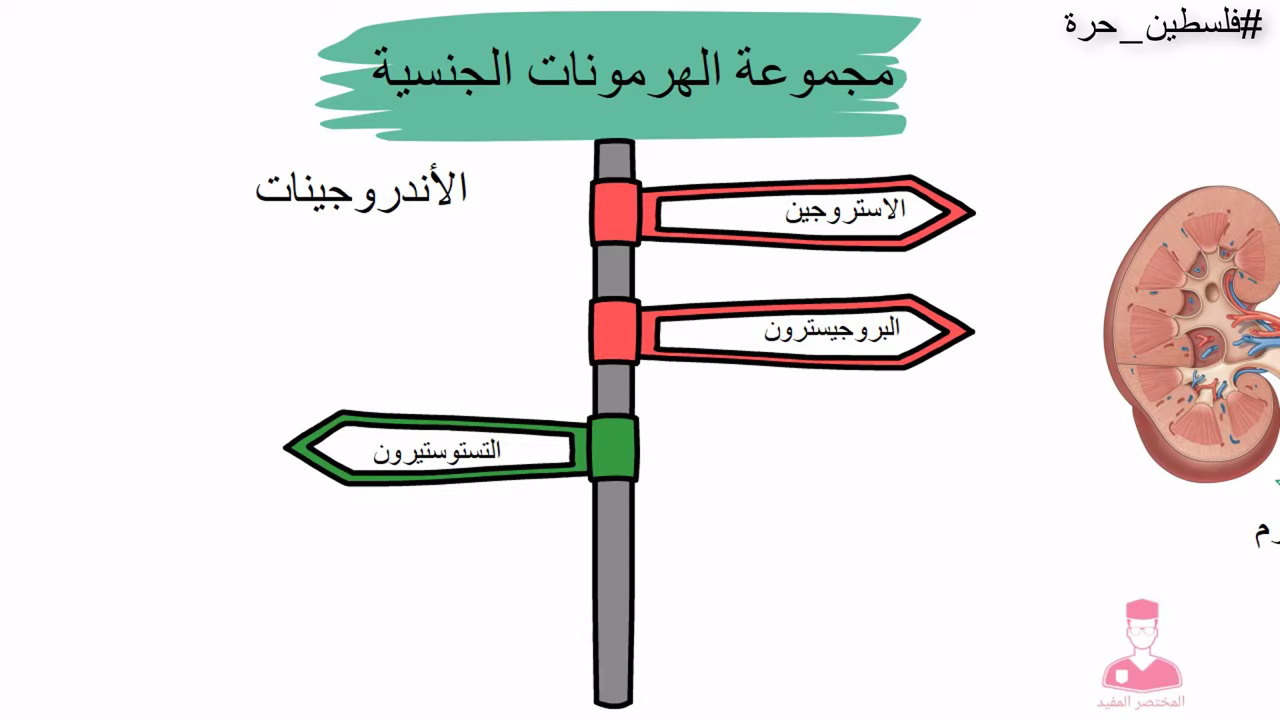 #فلسطين_حرة
مجموعة الهرمونات الجنسية
الأندروجينات
الاستروجين
البروجيسترون
التستوستيرون
المختصر المفيد